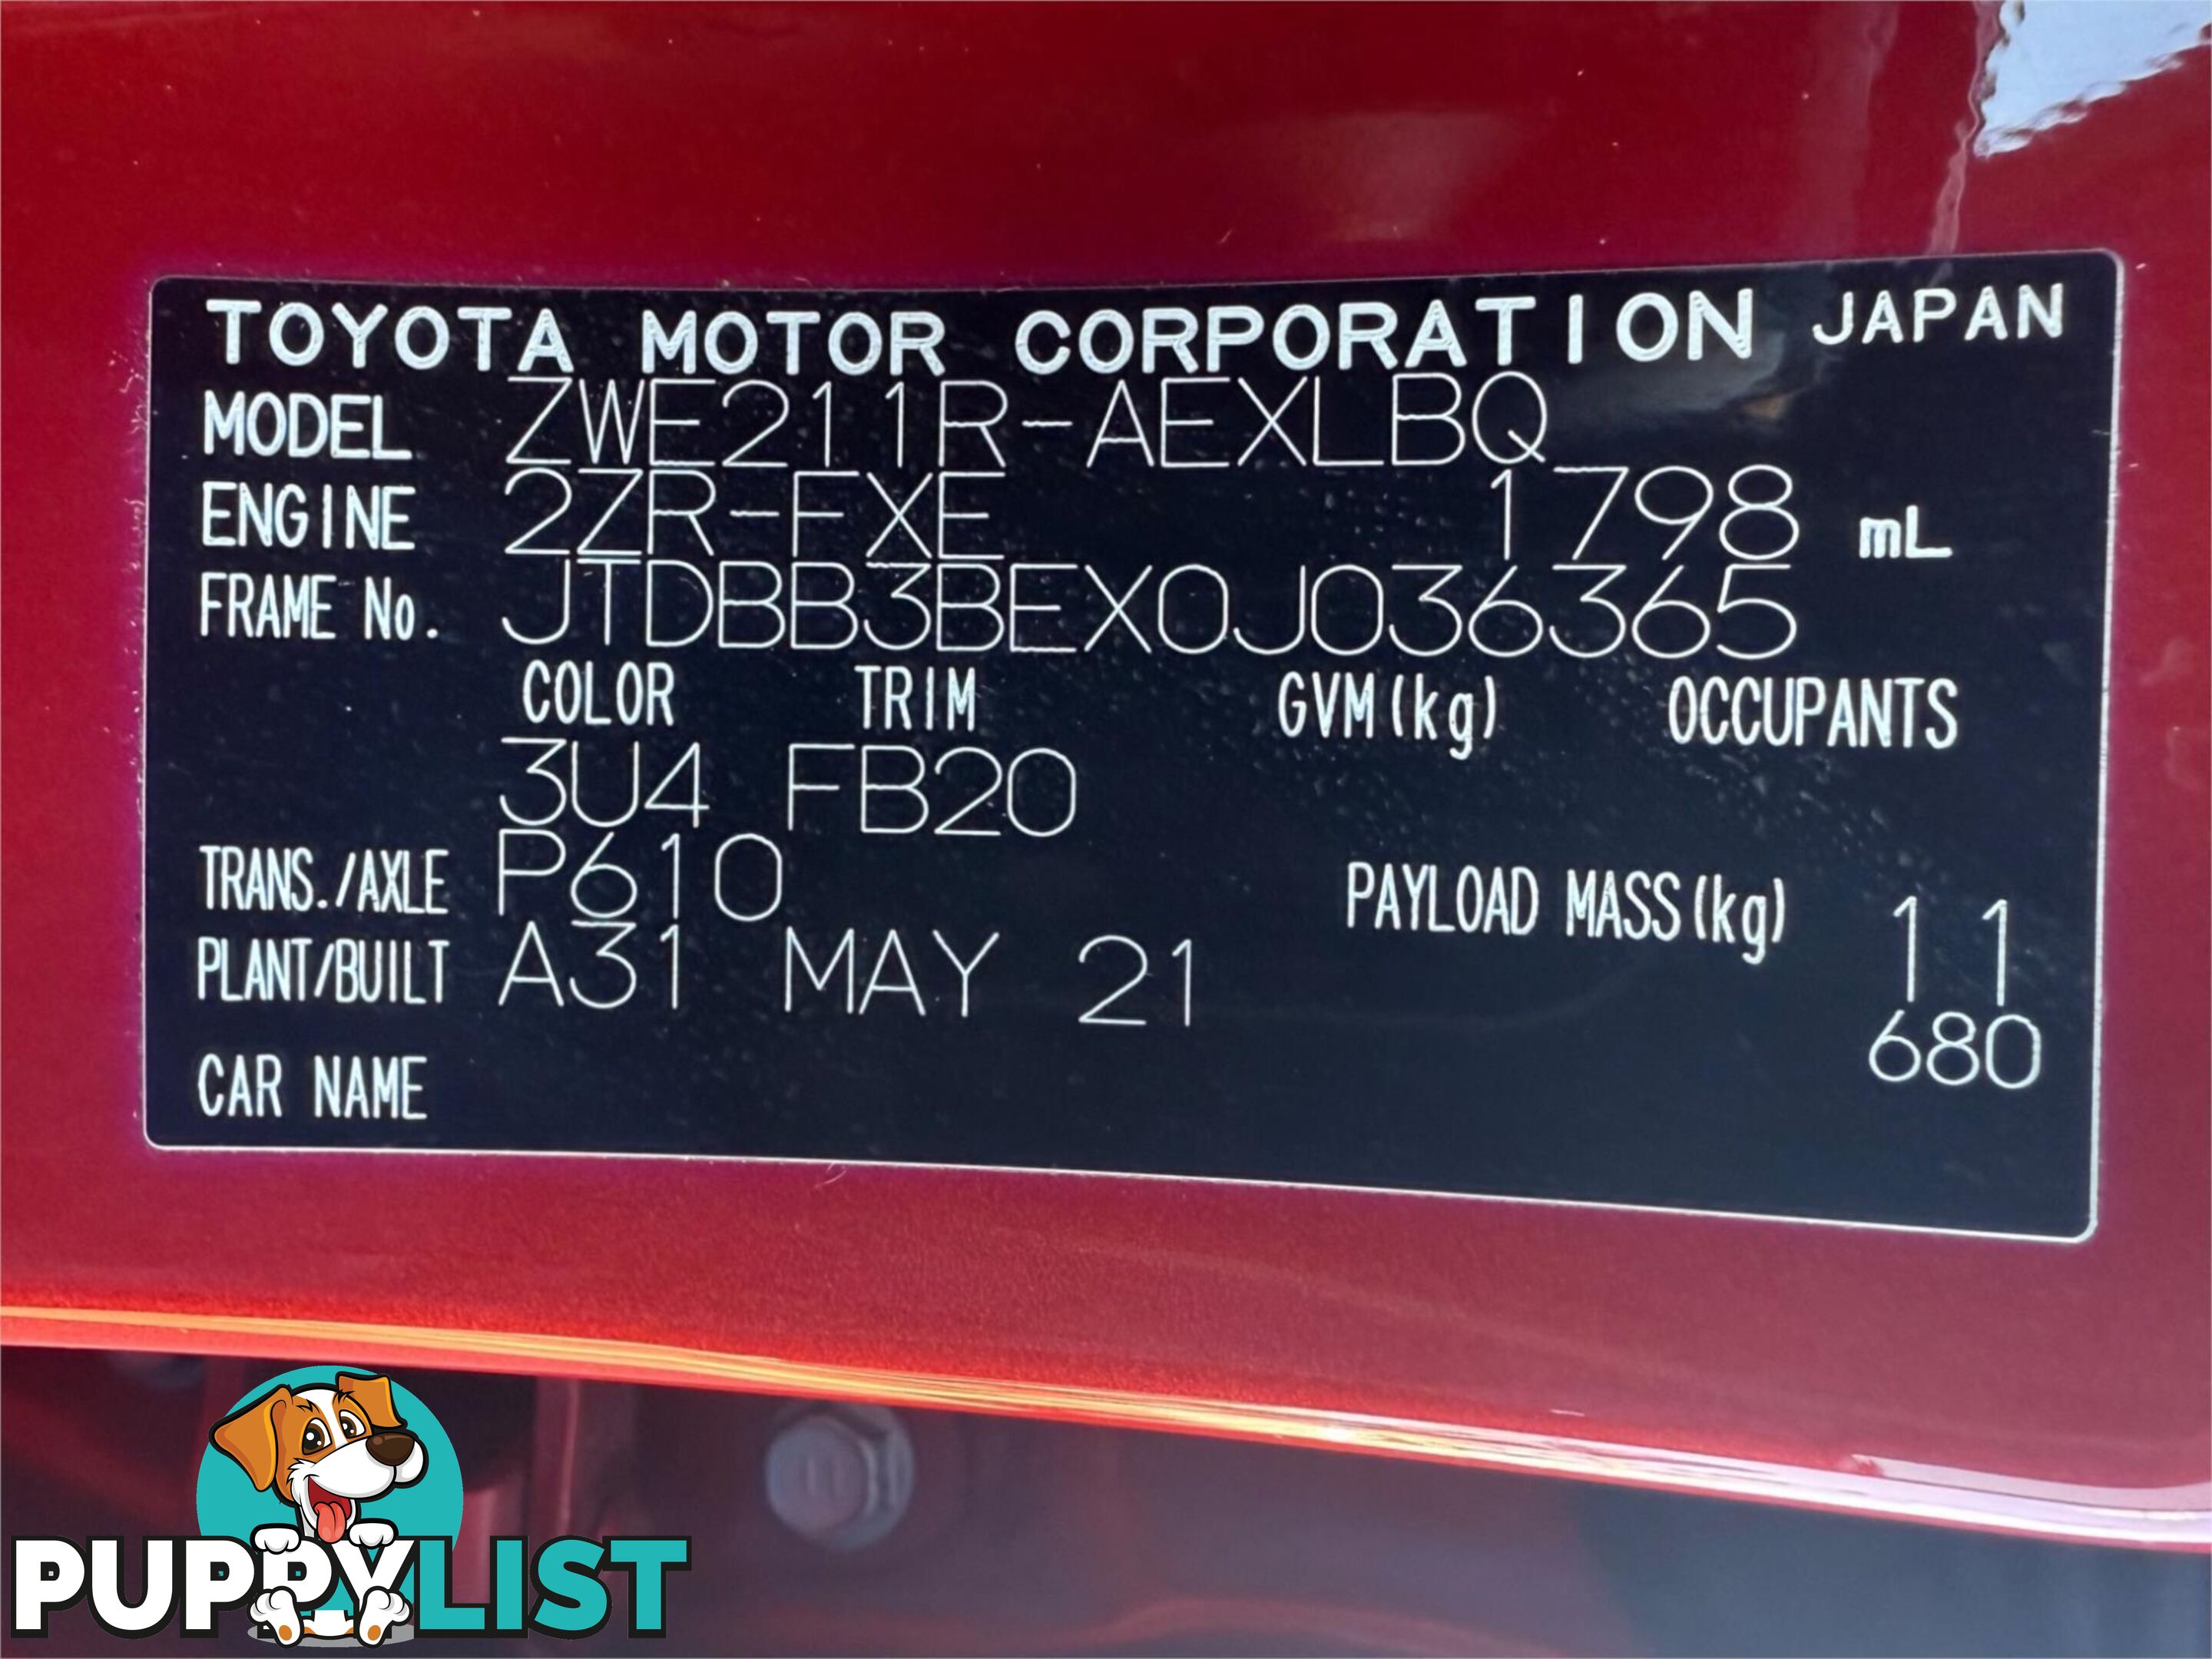 TOYOTA MOTOR CORPORATION JAPAN
MODEL ZWE211R-AEXLBQ
ENGINE 2ZR-FXE 1798 mL
FRAME No. JTDBB3BEX0J036365
COLOR TRIM GVM(kg) OCCUPANTS
3U4 FB20
TRANS./AXLE P610 PAYLOAD MASS(kg) 11
PLANT/BUILT A31 MAY 21 680
CAR NAME
PUPPYLIST